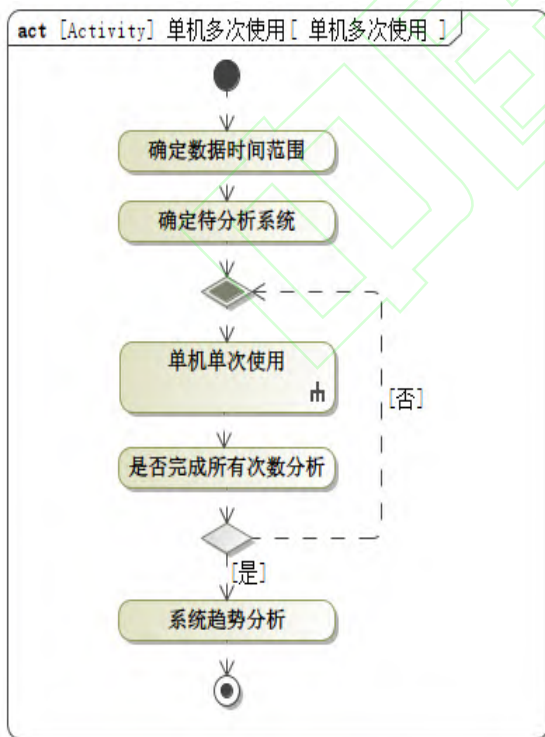 act [Activity] 单机多次使用[ 单机多次使用 ]
确定数据时间范围
确定待分析系统
单机单次使用
[否]
是否完成所有次数分析
[是]
系统趋势分析